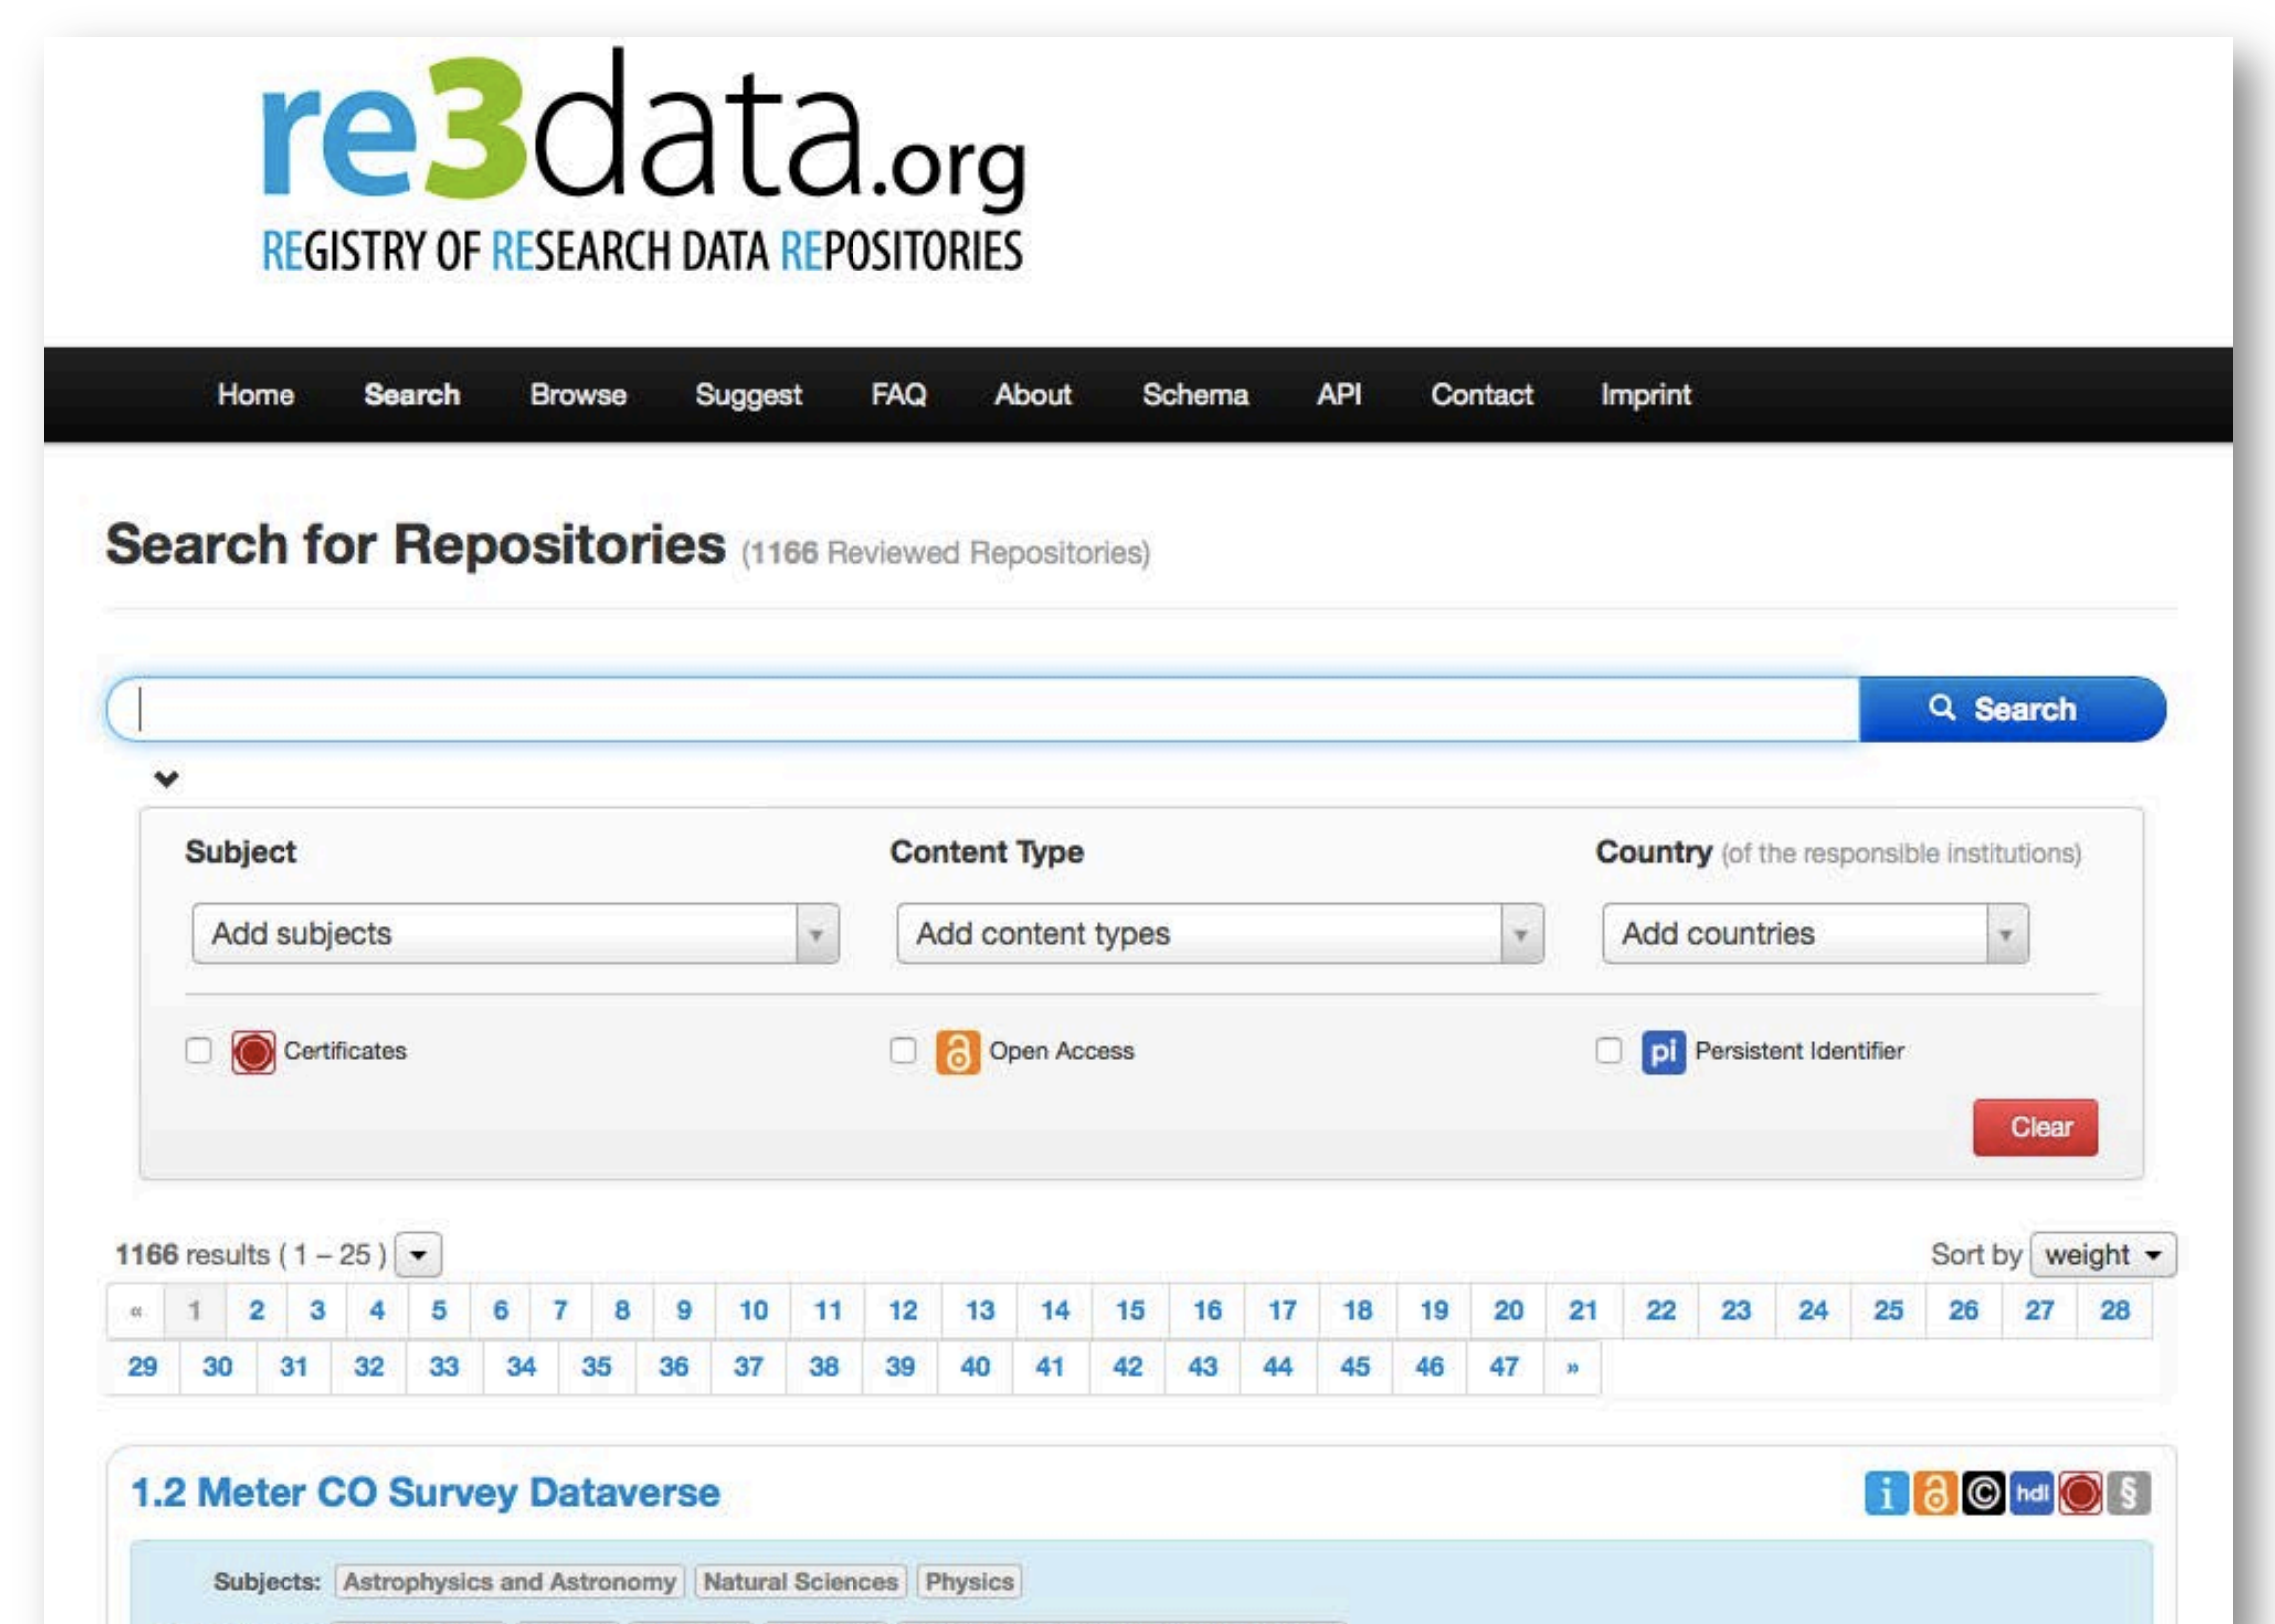 re3data.org
REGISTRY OF RESEARCH DATA REPOSITORIES
Home Search Browse Suggest FAQ About Schema API Contact Imprint
Search for Repositories (1166 Reviewed Repositories)
Search
Subject Content Type Country (of the responsible institutions)
Add subjects Add content types Add countries
Certificates Open Access pi Persistent Identifier
Clear
1166 results ( 1 – 25 ) Sort by weight
« 1 2 3 4 5 6 7 8 9 10 11 12 13 14 15 16 17 18 19 20 21 22 23 24 25 26 27 28
29 30 31 32 33 34 35 36 37 38 39 40 41 42 43 44 45 46 47 »
1.2 Meter CO Survey Dataverse i © hdl §
Subjects: Astrophysics and Astronomy Natural Sciences Physics